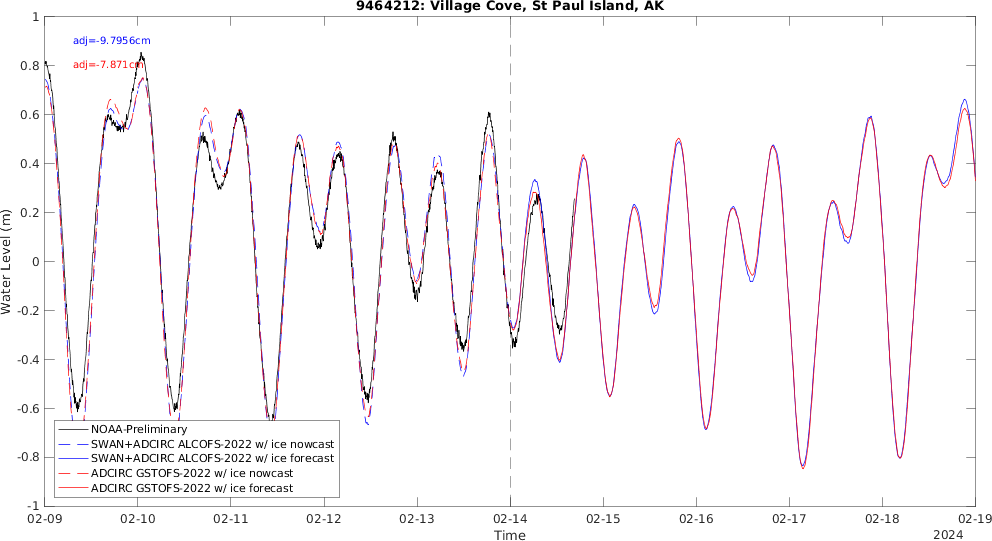 9464212: Village Cove, St Paul Island, AK
adj=-9.7956cm
adj=-7.871cm
1
0.8
0.6
0.4
0.2
0
-0.2
-0.4
-0.6
-0.8
-1
Water Level (m)
NOAA-Preliminary
SWAN+ADCIRC ALCOFS-2022 w/ ice nowcast
SWAN+ADCIRC ALCOFS-2022 w/ ice forecast
ADCIRC GSTOFS-2022 w/ ice nowcast
ADCIRC GSTOFS-2022 w/ ice forecast
02-09 02-10 02-11 02-12 02-13 02-14 02-15 02-16 02-17 02-18 02-19
Time
2024